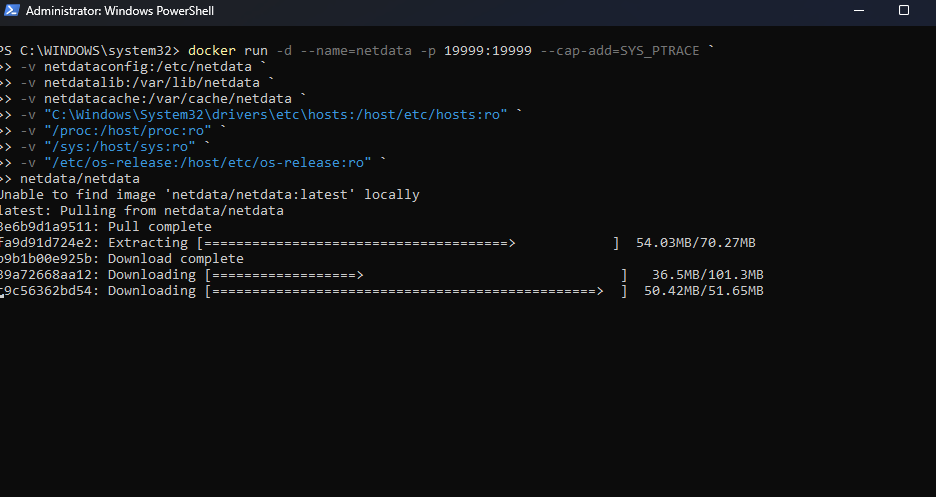 Administrator: Windows PowerShell
PS C:\WINDOWS\system32> docker run -d --name=netdata -p 19999:19999 --cap-add=SYS_PTRACE `
>> -v netdataconfig:/etc/netdata `
>> -v netdatalib:/var/lib/netdata `
>> -v netdatacache:/var/cache/netdata `
>> -v "C:\Windows\System32\drivers\etc\hosts:/host/etc/hosts:ro" `
>> -v "/proc:/host/proc:ro" `
>> -v "/sys:/host/sys:ro" `
>> -v "/etc/os-release:/host/etc/os-release:ro" `
>> netdata/netdata
Unable to find image 'netdata/netdata:latest' locally
latest: Pulling from netdata/netdata
3e6b9d1a9511: Pull complete
fa9d91d724e2: Extracting [======================================>            ]  54.03MB/70.27MB
b9b1b00e925b: Download complete
39a72668aa12: Downloading [==================>                                ]   36.5MB/101.3MB
c9c56362bd54: Downloading [================================================>  ]  50.42MB/51.65MB